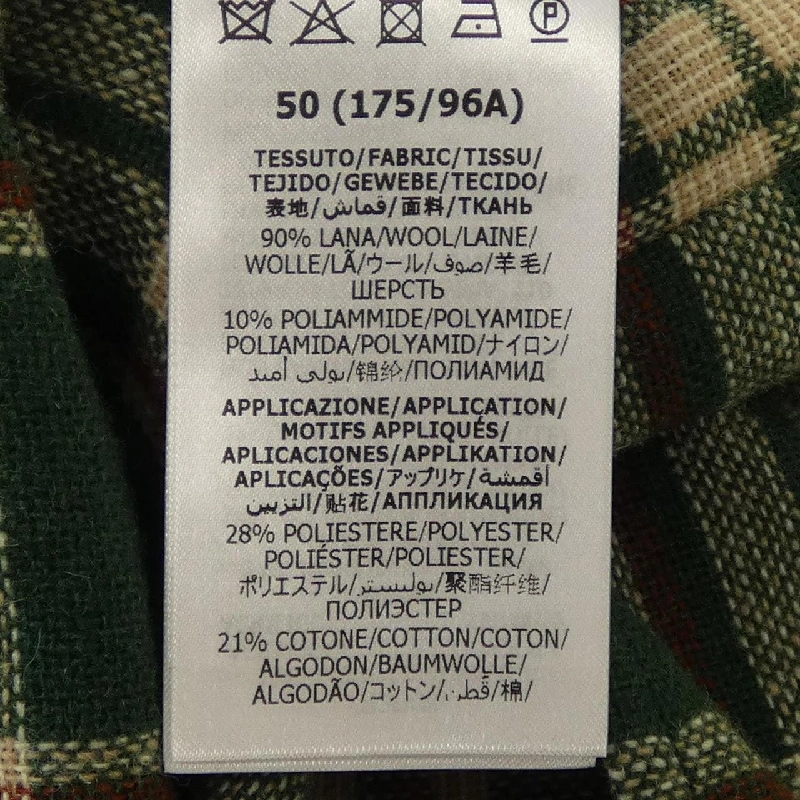 P
50 (175/96A)
TESSUTO/FABRIC/TISSU/
TEJIDO/GEWEBE/TECIDO/
表地/قماش/面料/ТКАНЬ
90% LANA/WOOL/LAINE/
WOLLE/LÃ/ウール/صوف/羊毛/
ШЕРСТЬ
10% POLIAMMIDE/POLYAMIDE/
POLIAMIDA/POLYAMID/ナイロン/
بولي أميد/锦纶/ПОЛИАМИД
APPLICAZIONE/APPLICATION/
MOTIFS APPLIQUÉS/
APLICACIONES/APPLIKATION/
APLICAÇÕES/アップリケ/أقمشة
التزيين/贴花/АППЛИКАЦИЯ
28% POLIESTERE/POLYESTER/
POLIÉSTER/POLIESTER/
ポリエステル/بوليستر/聚酯纤维/
ПОЛИЭСТЕР
21% COTONE/COTTON/COTON/
ALGODON/BAUMWOLLE/
ALGODÃO/コットン/قطن/棉/